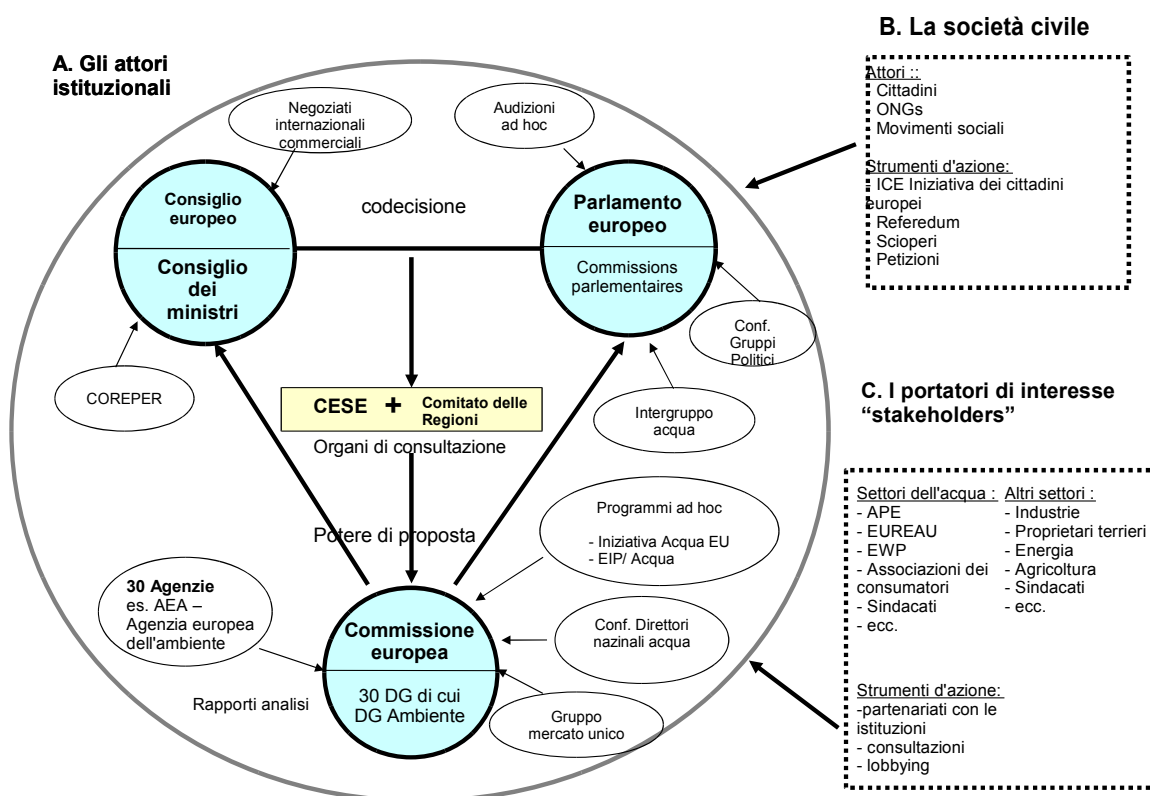 B. La società civile
A. Gli attori
istituzionali
Negoziati
internazionali
commerciali
Audizioni
ad hoc
Consiglio
europeo
Consiglio
dei
ministri
codecisione
Parlamento
europeo
Commissions
parlementaires
Conf.
Gruppi
Politici
COREPER
CESE + Comitato delle
Regioni
Organi di consultazione
Intergruppo
acqua
Potere di proposta
Programmi ad hoc
- Iniziativa Acqua EU
- EIP/ Acqua
30 Agenzie
es. AEA –
Agenzia europea
dell'ambiente
Commissione
europea
30 DG di cui
DG Ambiente
Conf. Direttori
nazinali acqua
Rapporti analisi
Gruppo
mercato unico
Attori ::
Cittadini
ONGs
Movimenti sociali
Strumenti d'azione:
- ICE Iniziativa dei cittadini
europei
Referedum
Scioperi
Petizioni
C. I portatori di interesse
“stakeholders”
Settori dell'acqua :
- APE
- EUREAU
- EWP
- Associazioni dei
consumatori
- Sindacati
- ecc.
Altri settori :
- Industrie
- Proprietari terrieri
- Energia
- Agricoltura
- Sindacati
- ecc.
Strumenti d'azione:
-partenariati con le
istituzioni
- consultazioni
- lobbying